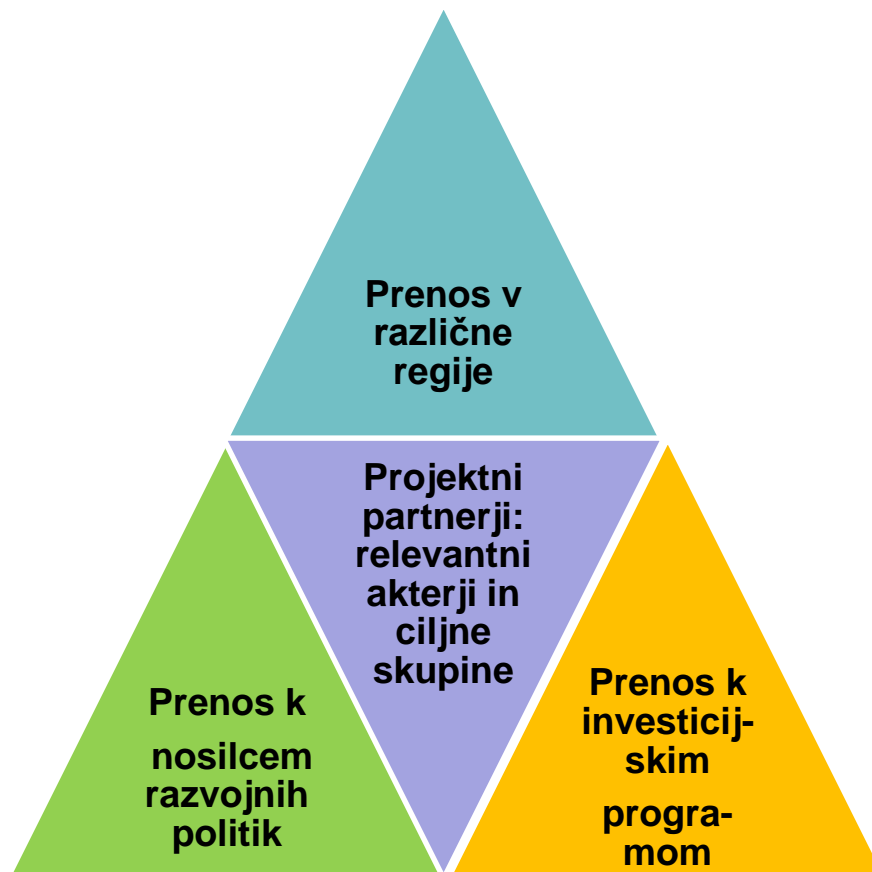 Prenos v
različne
regije
Projektni
partnerji:
relevantni
akterji in
ciljne
skupine
Prenos k
nosilcem
razvojnih
politik
Prenos k
investicij-
skim
progra-
mom